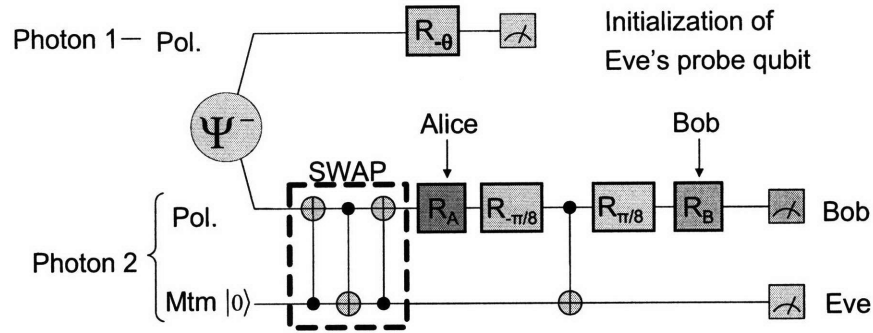 Photon 1— Pol.
R-θ
Initialization of
Eve's probe qubit
Ψ−
Alice
Bob
SWAP
Pol.
RA
R-π/8
Rπ/8
RB
Bob
Photon 2
Mtm |0⟩
Eve